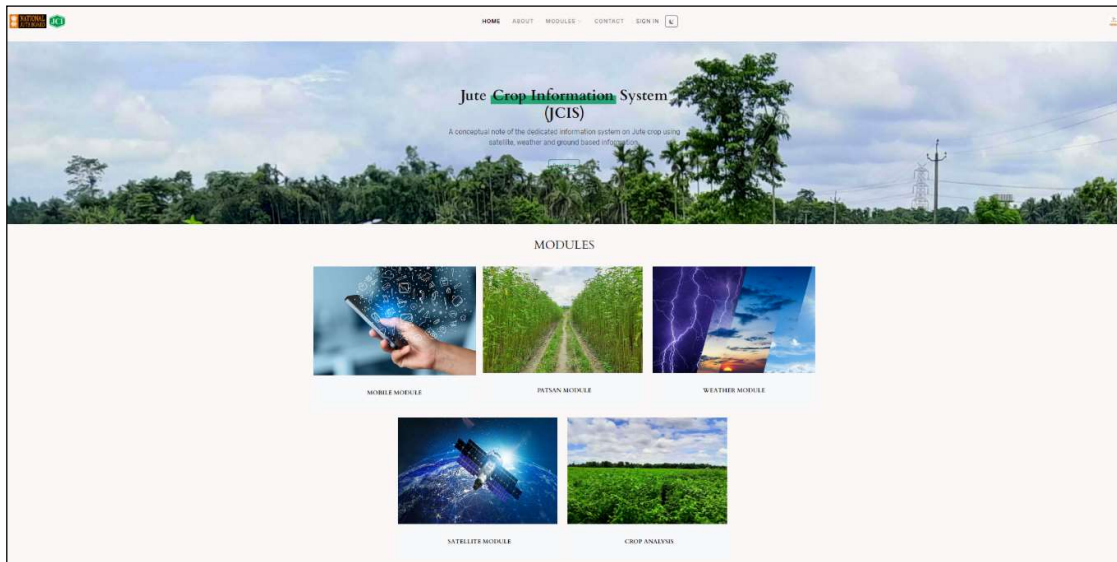 NATIONAL
JCI
HOME ABOUT MODULES CONTACT SIGN IN
Jute Crop Information System
(JCIS)
A conceptual note of the dedicated information system on Jute crop using
satellite, weather and ground based information.
MODULES
MOBILE MODULE
PATSAN MODULE
WEATHER MODULE
SATELLITE MODULE
CROP ANALYSIS